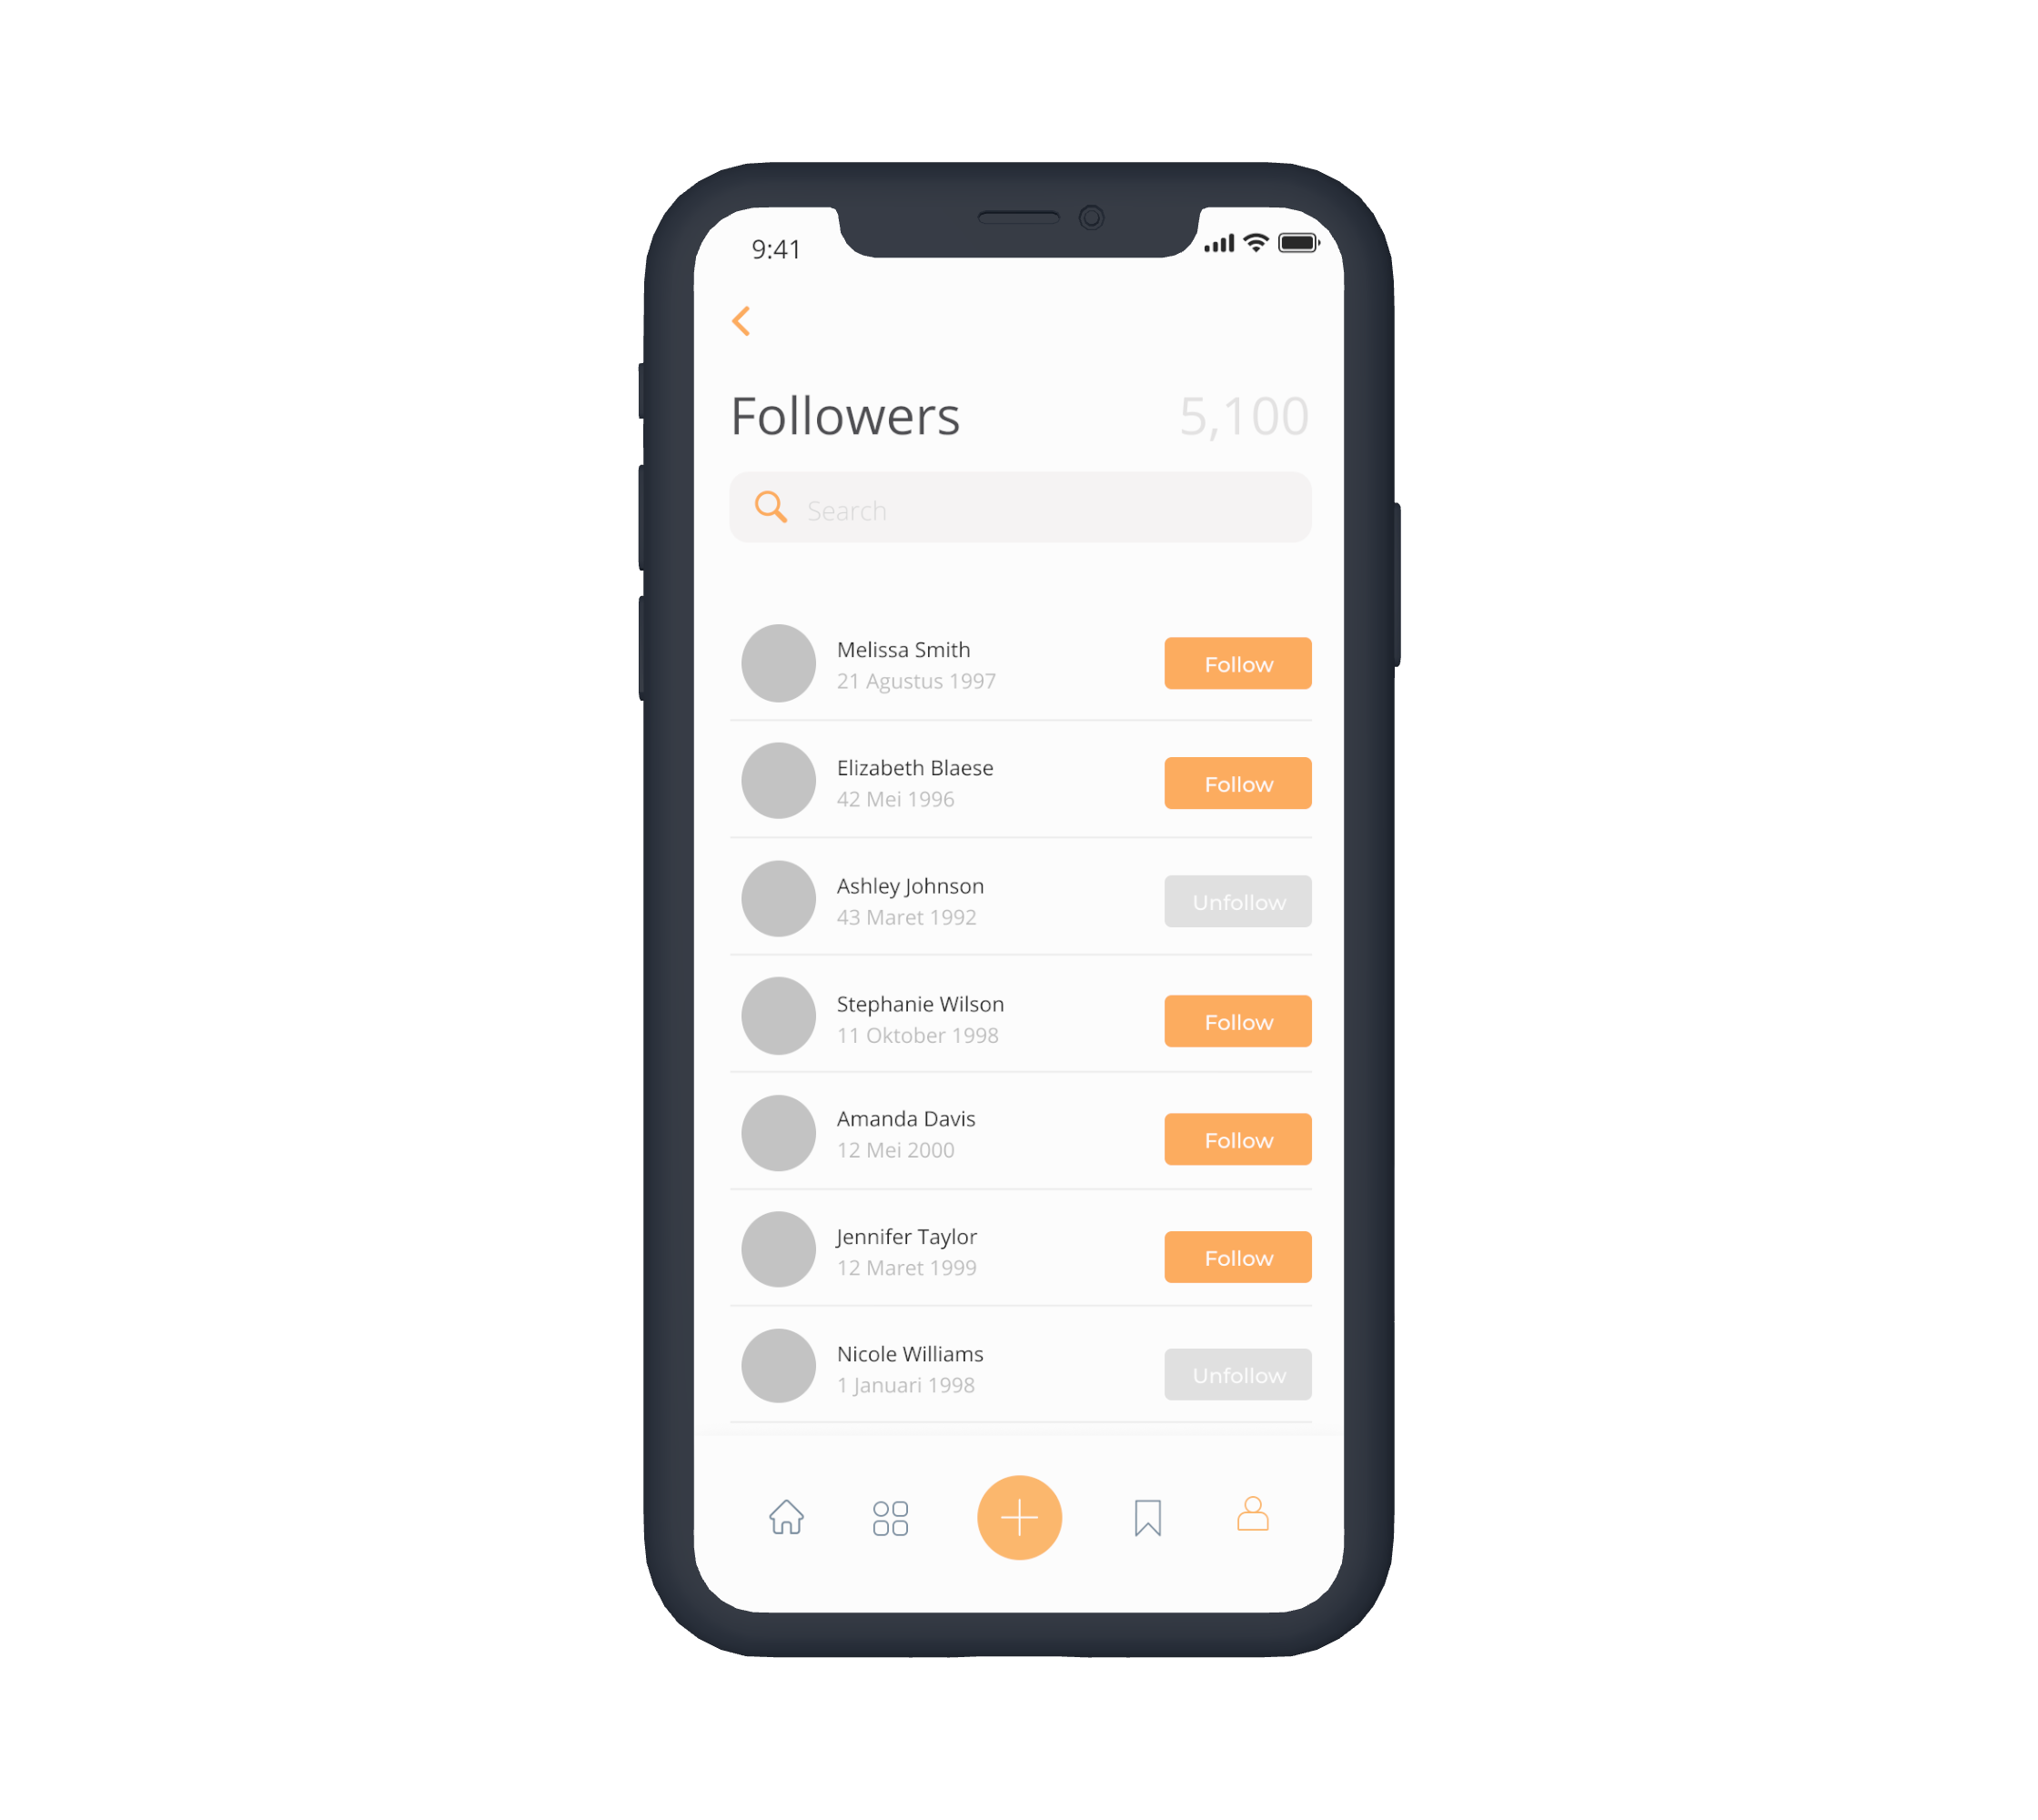 9:41
Followers 5,100
Search
Melissa Smith
21 Agustus 1997
Follow
Elizabeth Blaese
42 Mei 1996
Follow
Ashley Johnson
43 Maret 1992
Unfollow
Stephanie Wilson
11 Oktober 1998
Follow
Amanda Davis
12 Mei 2000
Follow
Jennifer Taylor
12 Maret 1999
Follow
Nicole Williams
1 Januari 1998
Unfollow